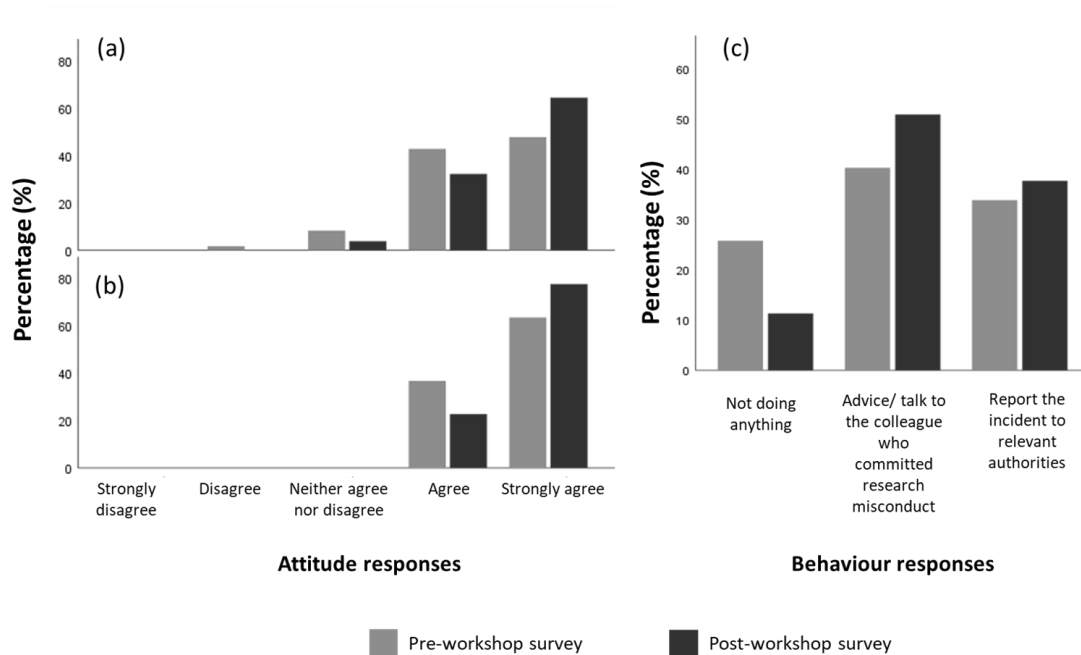 (a)
80
60
40
20
0
Percentage (%)
(b)
80
60
40
20
0
Strongly
disagree
Disagree
Neither agree
nor disagree
Agree
Strongly agree
Attitude responses
(c)
60
50
40
30
20
10
0
Percentage (%)
Not doing
anything
Advice/ talk to
the colleague
who
committed
research
misconduct
Report the
incident to
relevant
authorities
Behaviour responses
Pre-workshop survey
Post-workshop survey